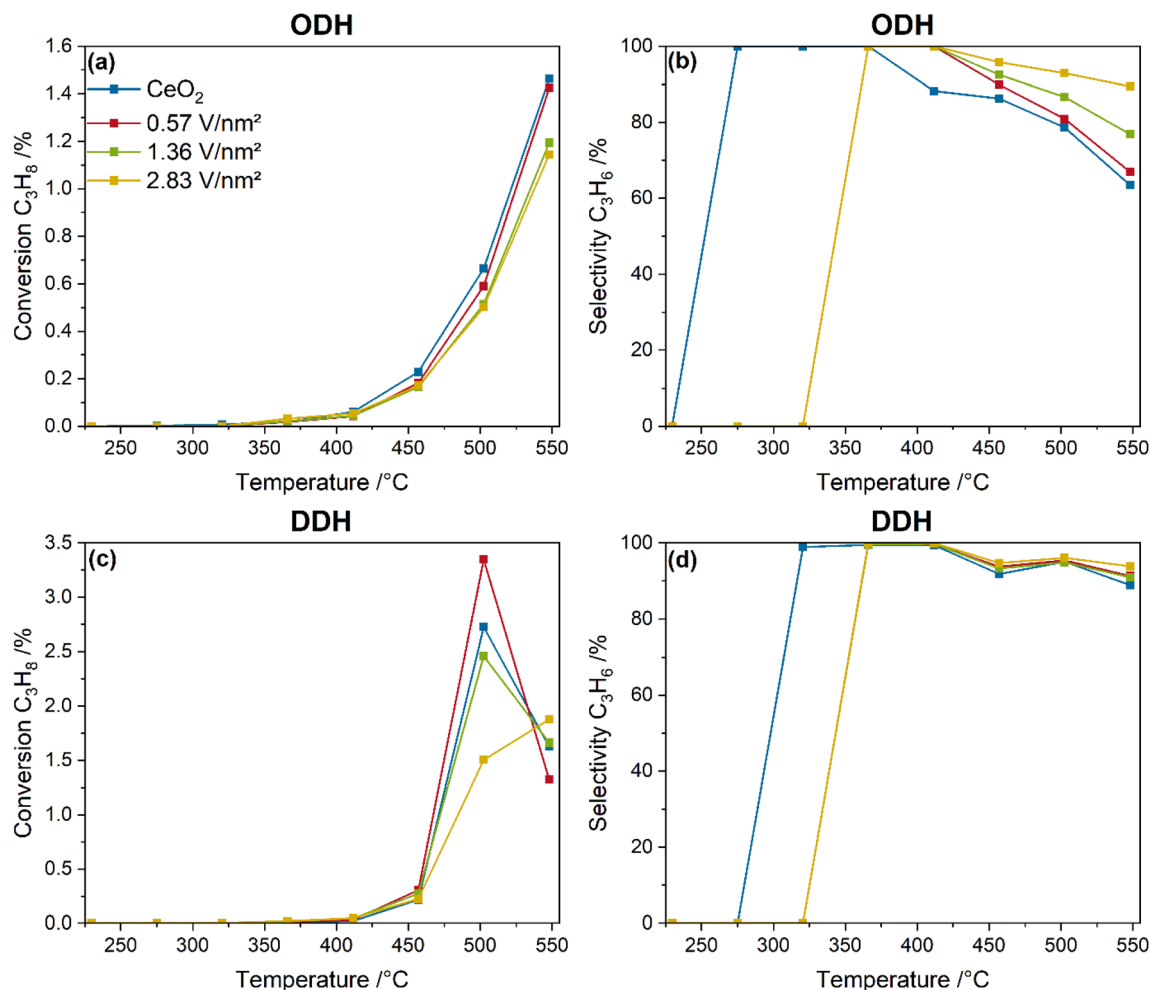 ODH
(a)
CeO₂
0.57 V/nm²
1.36 V/nm²
2.83 V/nm²
Conversion C₃H₈ /%
1.6
1.4
1.2
1.0
0.8
0.6
0.4
0.2
0.0
250 300 350 400 450 500 550
Temperature /°C
ODH
(b)
Selectivity C₃H₆ /%
100
80
60
40
20
0
250 300 350 400 450 500 550
Temperature /°C
DDH
(c)
Conversion C₃H₈ /%
3.5
3.0
2.5
2.0
1.5
1.0
0.5
0.0
250 300 350 400 450 500 550
Temperature /°C
DDH
(d)
Selectivity C₃H₆ /%
100
80
60
40
20
0
250 300 350 400 450 500 550
Temperature /°C